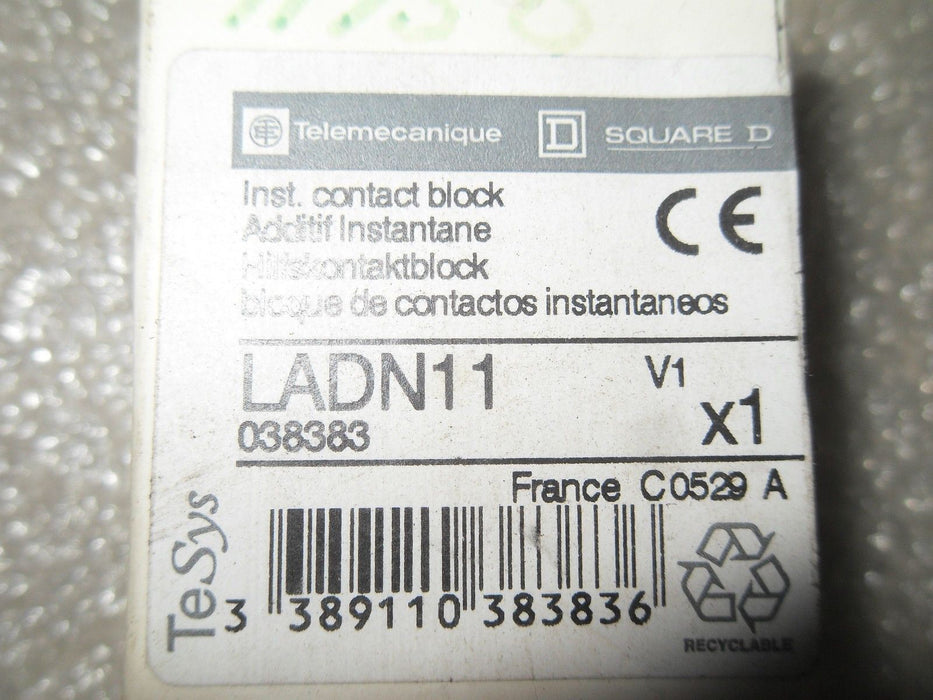 Telemecanique SQUARE D
Inst. contact block
Additif Instantane
Hilfskontaktblock
bloque de contactos instantaneos
CE
LADN11 V1
038383 x1
France C0529 A
TeSys
3 389110 383836
RECYCLABLE